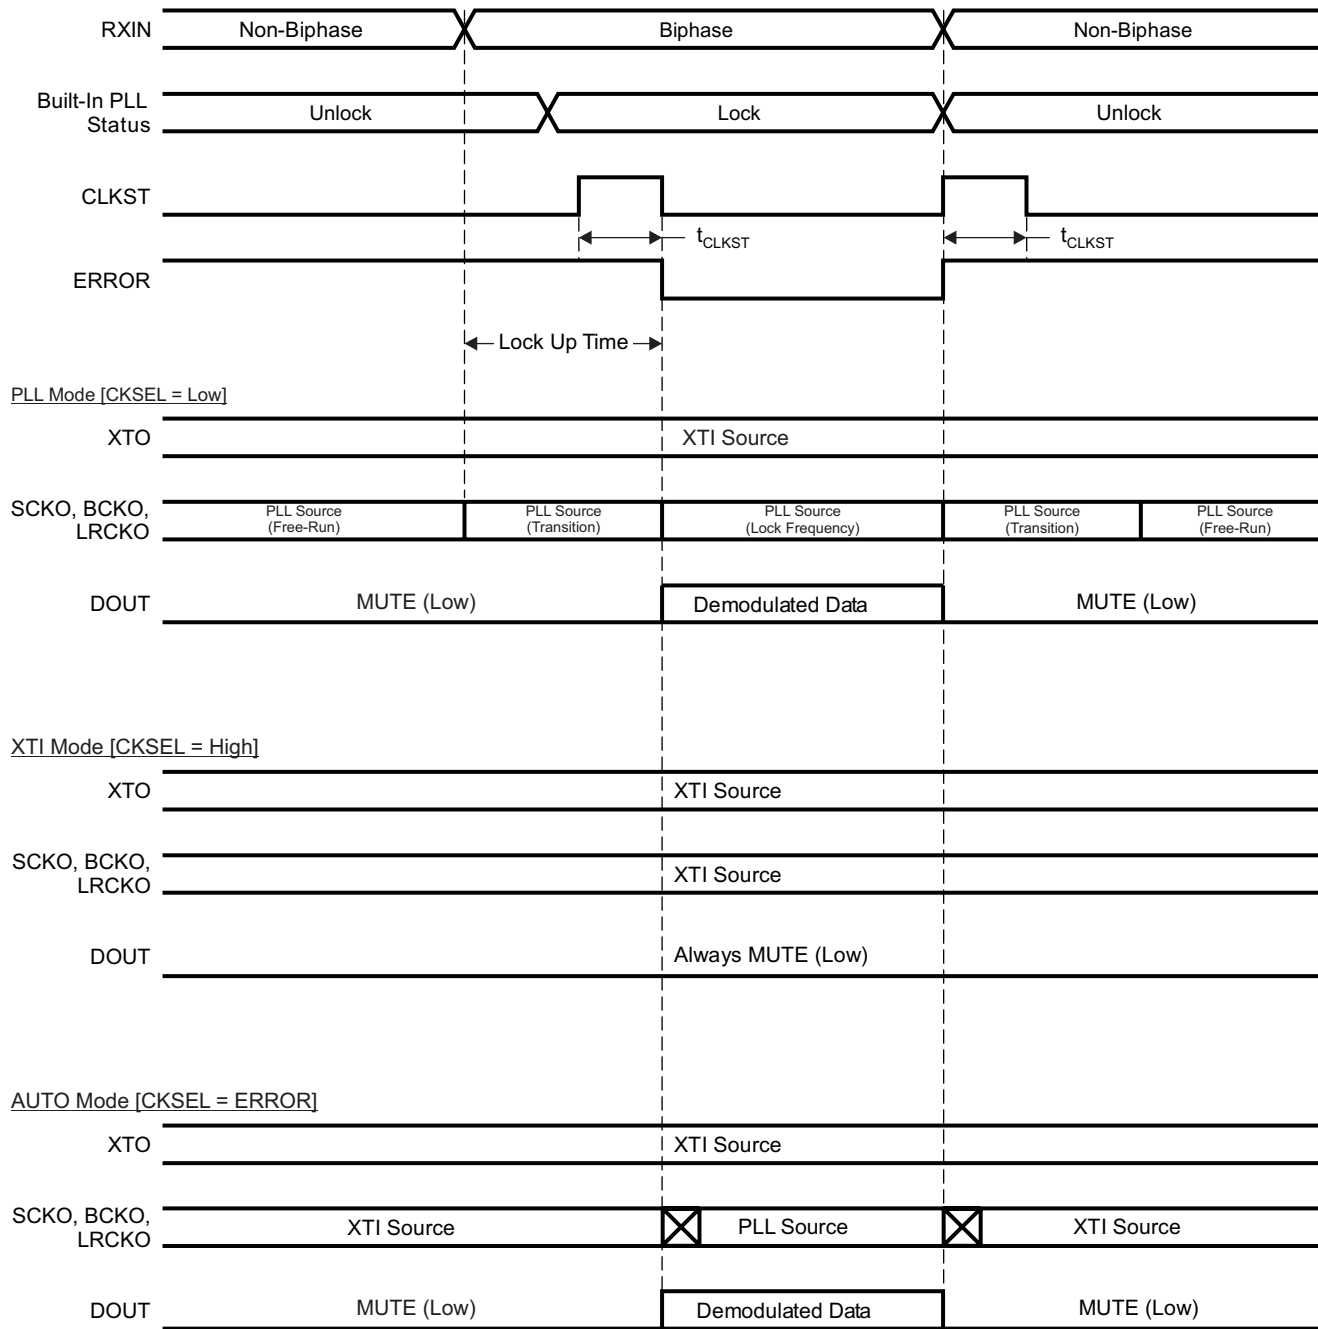 RXIN Non-Biphase Biphase Non-Biphase
Built-In PLL
Status
Unlock Lock Unlock
CLKST
tCLKST tCLKST
ERROR
Lock Up Time
PLL Mode [CKSEL = Low]
XTO XTI Source
SCKO, BCKO,
LRCKO
PLL Source
(Free-Run)
PLL Source
(Transition)
PLL Source
(Lock Frequency)
PLL Source
(Transition)
PLL Source
(Free-Run)
DOUT MUTE (Low) Demodulated Data MUTE (Low)
XTI Mode [CKSEL = High]
XTO XTI Source
SCKO, BCKO,
LRCKO
XTI Source
DOUT Always MUTE (Low)
AUTO Mode [CKSEL = ERROR]
XTO XTI Source
SCKO, BCKO,
LRCKO
XTI Source PLL Source XTI Source
DOUT MUTE (Low) Demodulated Data MUTE (Low)